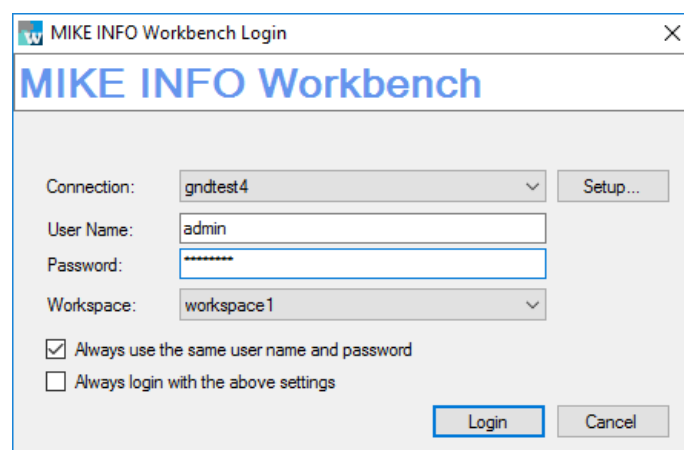 MIKE INFO Workbench Login
MIKE INFO Workbench
Connection: gndtest4 Setup...
User Name: admin
Password: ********
Workspace: workspace1
Always use the same user name and password
Always login with the above settings
Login Cancel